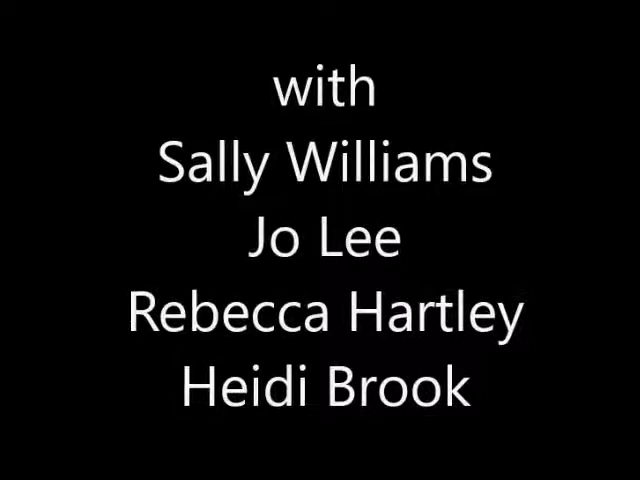 with
Sally Williams
Jo Lee
Rebecca Hartley
Heidi Brook